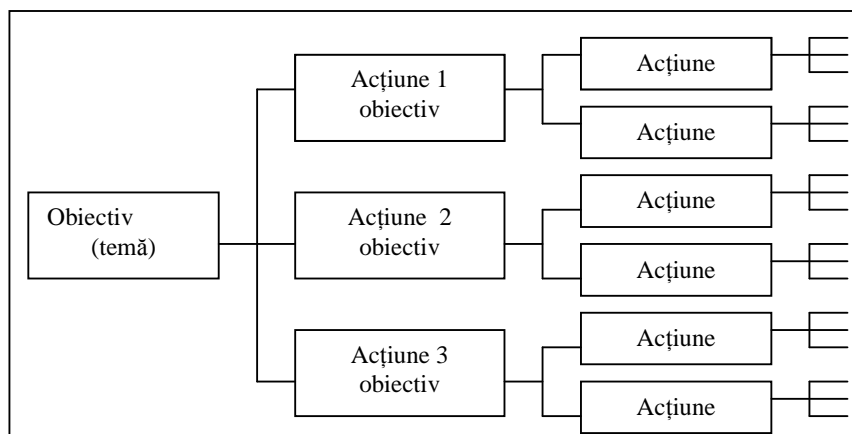 Obiectiv
(temă)
Acțiune 1
obiectiv
Acțiune 2
obiectiv
Acțiune 3
obiectiv
Acțiune
Acțiune
Acțiune
Acțiune
Acțiune
Acțiune